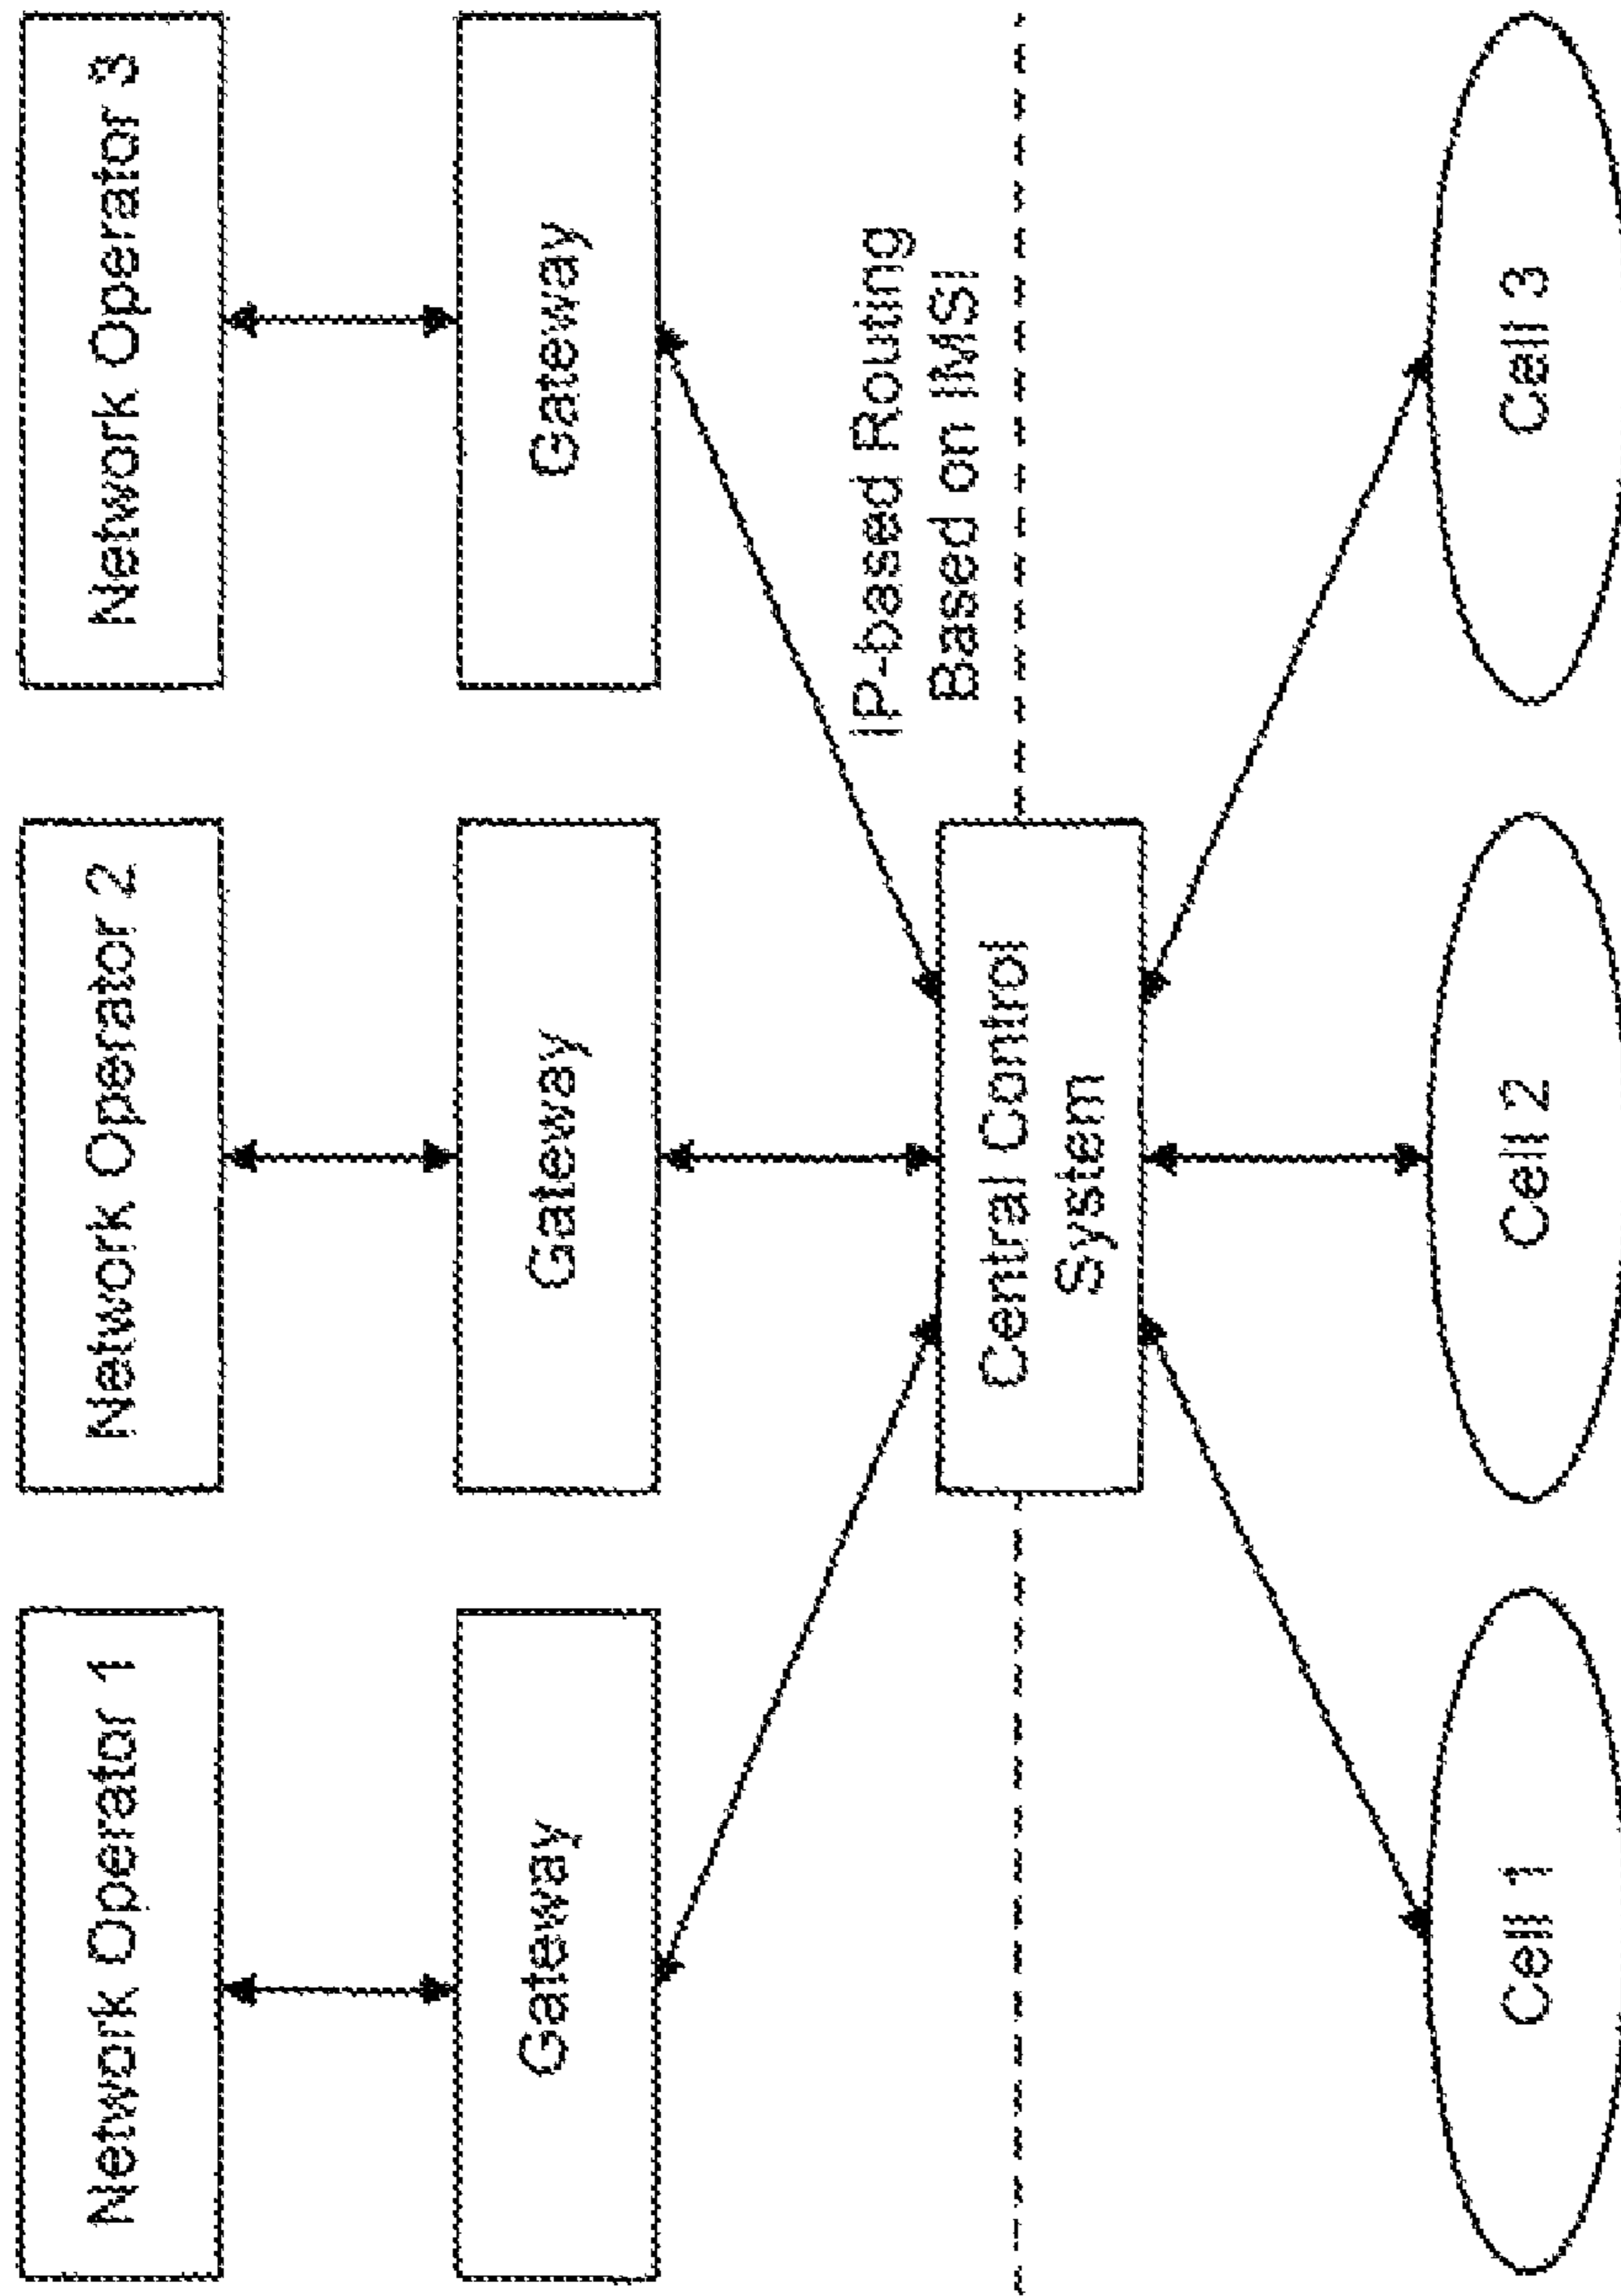 Network Operator 1
Network Operator 2
Network Operator 3
Gateway
Gateway
Gateway
IP-based Routing
Based on IMSI
Central Control
System
Cell 1
Cell 2
Cell 3